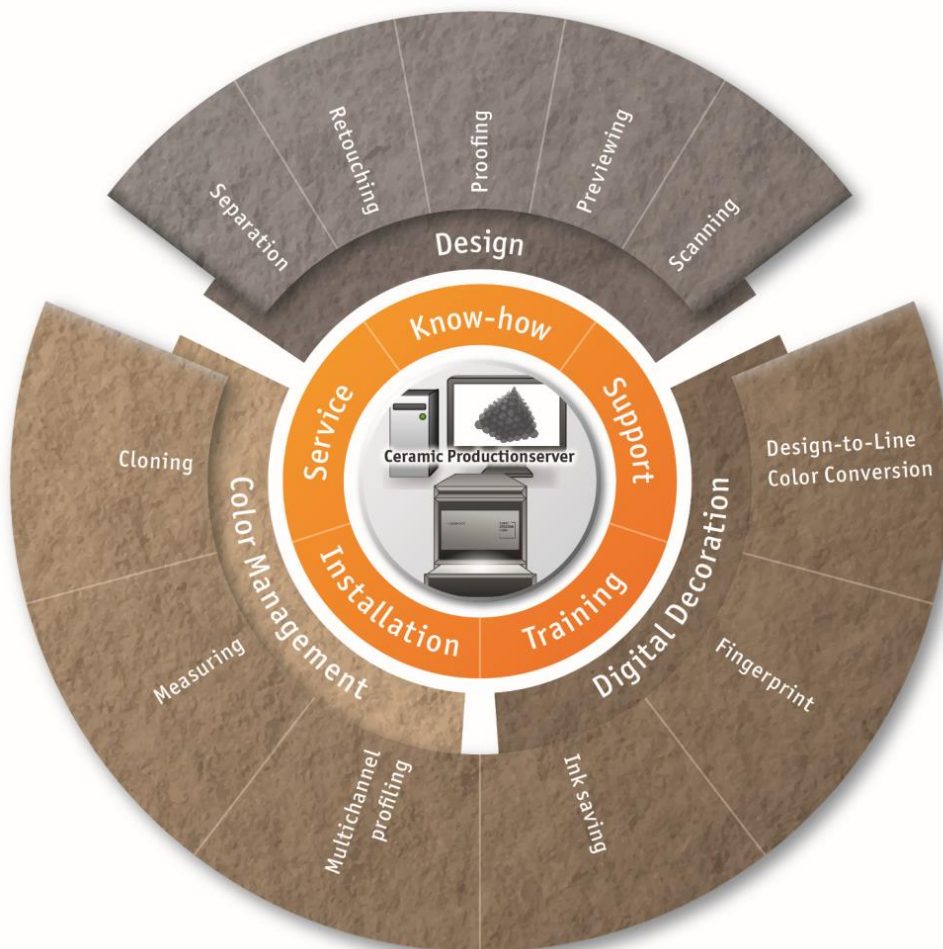 Separation
Retouching
Proofing
Previewing
Scanning
Design
Know-how
Service
Support
Installation
Training
Ceramic Productionserver
Color Management
Cloning
Measuring
Multichannel
profiling
Digital Decoration
Design-to-Line
Color Conversion
Fingerprint
Ink saving